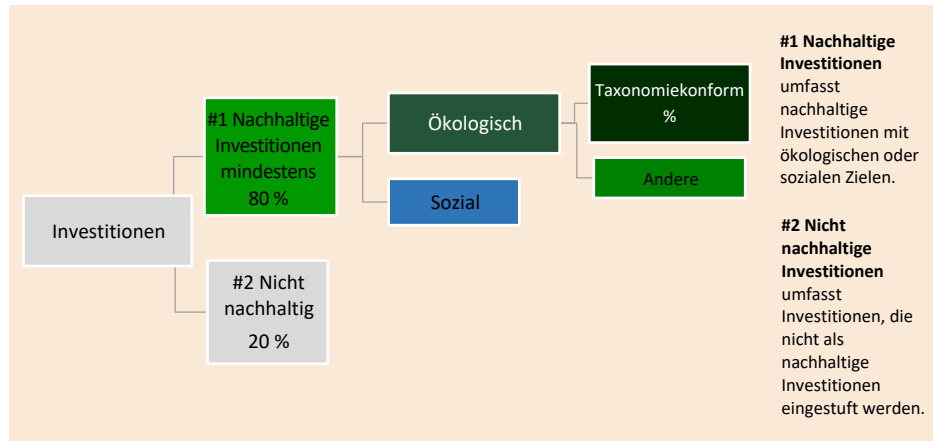 Investitionen
#1 Nachhaltige
Investitionen
mindestens
80 %
#2 Nicht
nachhaltig
20 %
Ökologisch
Sozial
Taxonomiekonform
%
Andere
#1 Nachhaltige
Investitionen
umfasst
nachhaltige
Investitionen mit
ökologischen oder
sozialen Zielen.
#2 Nicht
nachhaltige
Investitionen
umfasst
Investitionen, die
nicht als
nachhaltige
Investitionen
eingestuft werden.